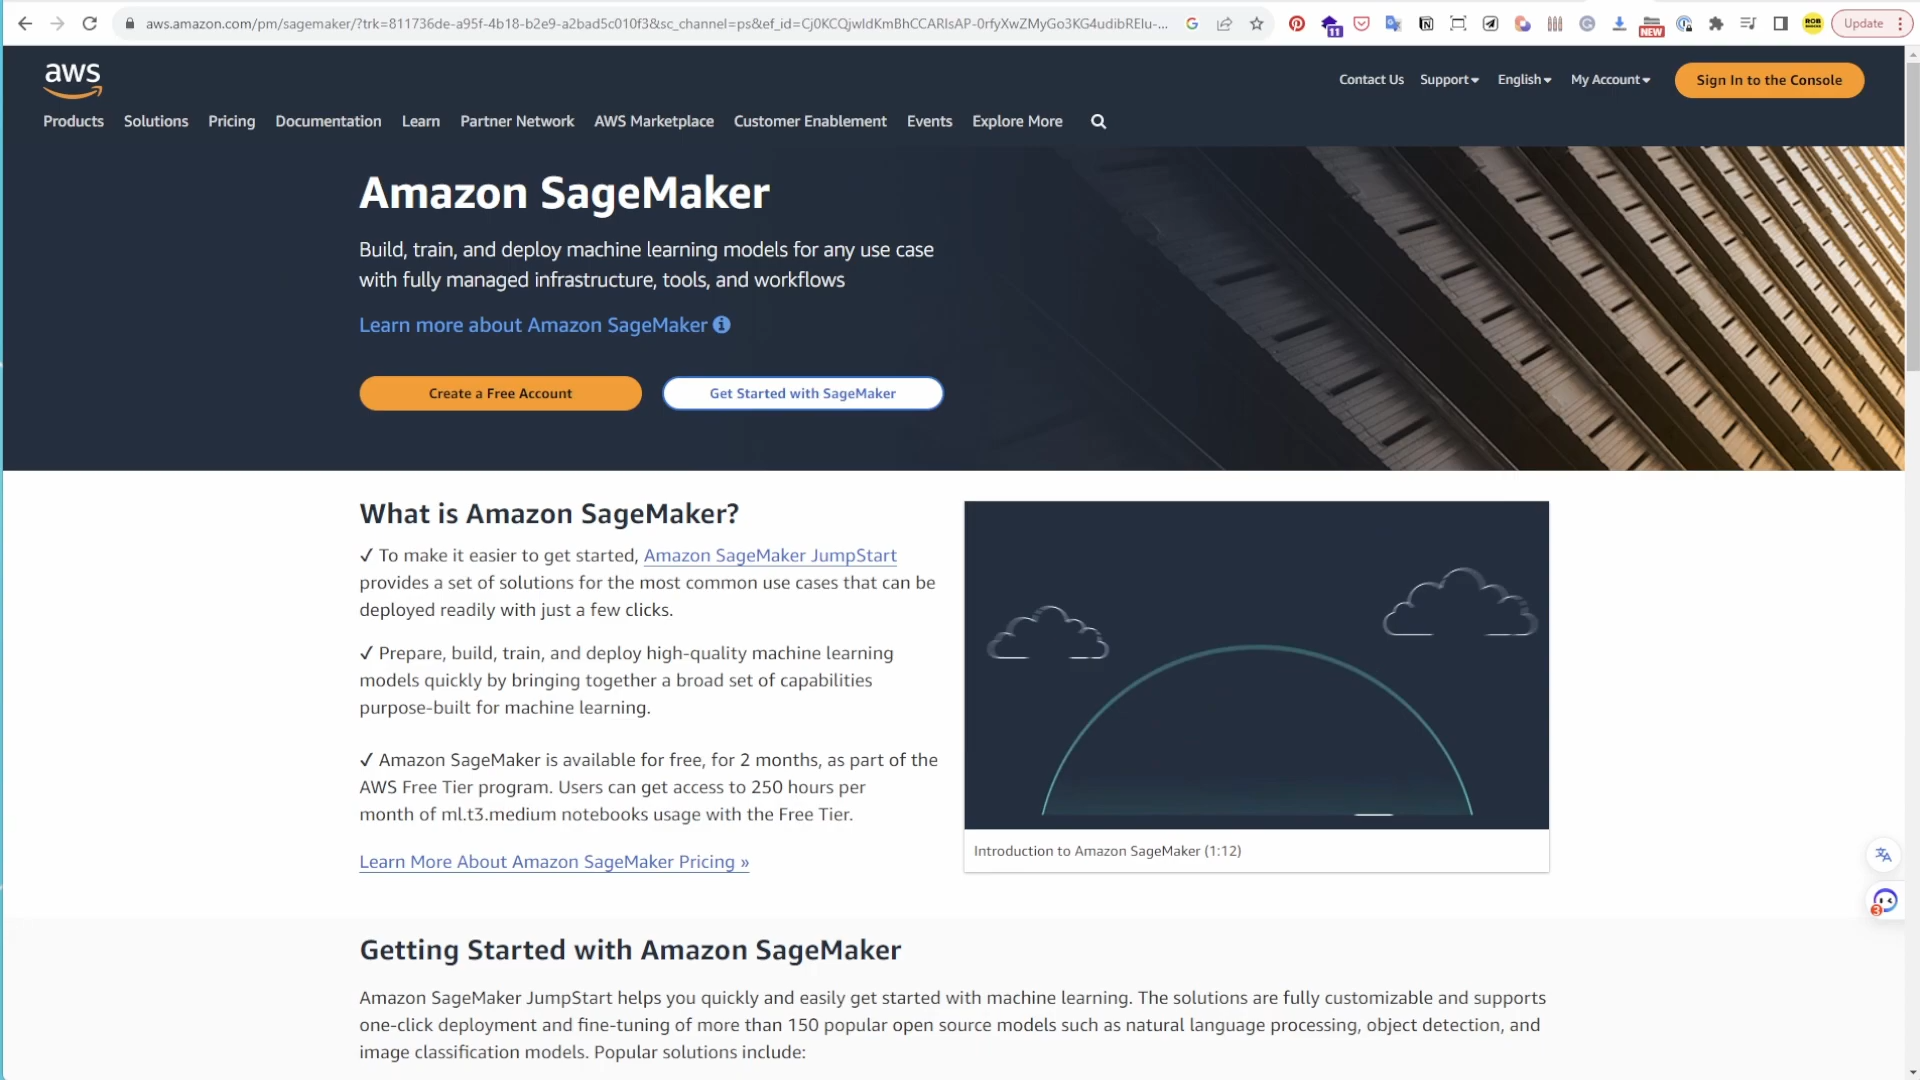 aws.amazon.com/pm/sagemaker/?trk=811736de-a95f-4b18-b2e9-a2bad5c010f3&sc_channel=ps&ef_id=Cj0KCQjwldKmBhCCARIsAP-0rfyXwZMyGo3KG4udibREIu-...
11
NEW
Update
aws
Contact Us Support English My Account Sign In to the Console
Products Solutions Pricing Documentation Learn Partner Network AWS Marketplace Customer Enablement Events Explore More
Amazon SageMaker
Build, train, and deploy machine learning models for any use case
with fully managed infrastructure, tools, and workflows
Learn more about Amazon SageMaker
Create a Free Account Get Started with SageMaker
What is Amazon SageMaker?
✓ To make it easier to get started, Amazon SageMaker JumpStart
provides a set of solutions for the most common use cases that can be
deployed readily with just a few clicks.
✓ Prepare, build, train, and deploy high-quality machine learning
models quickly by bringing together a broad set of capabilities
purpose-built for machine learning.
✓ Amazon SageMaker is available for free, for 2 months, as part of the
AWS Free Tier program. Users can get access to 250 hours per
month of ml.t3.medium notebooks usage with the Free Tier.
Learn More About Amazon SageMaker Pricing »
Introduction to Amazon SageMaker (1:12)
3
Getting Started with Amazon SageMaker
Amazon SageMaker JumpStart helps you quickly and easily get started with machine learning. The solutions are fully customizable and supports
one-click deployment and fine-tuning of more than 150 popular open source models such as natural language processing, object detection, and
image classification models. Popular solutions include: